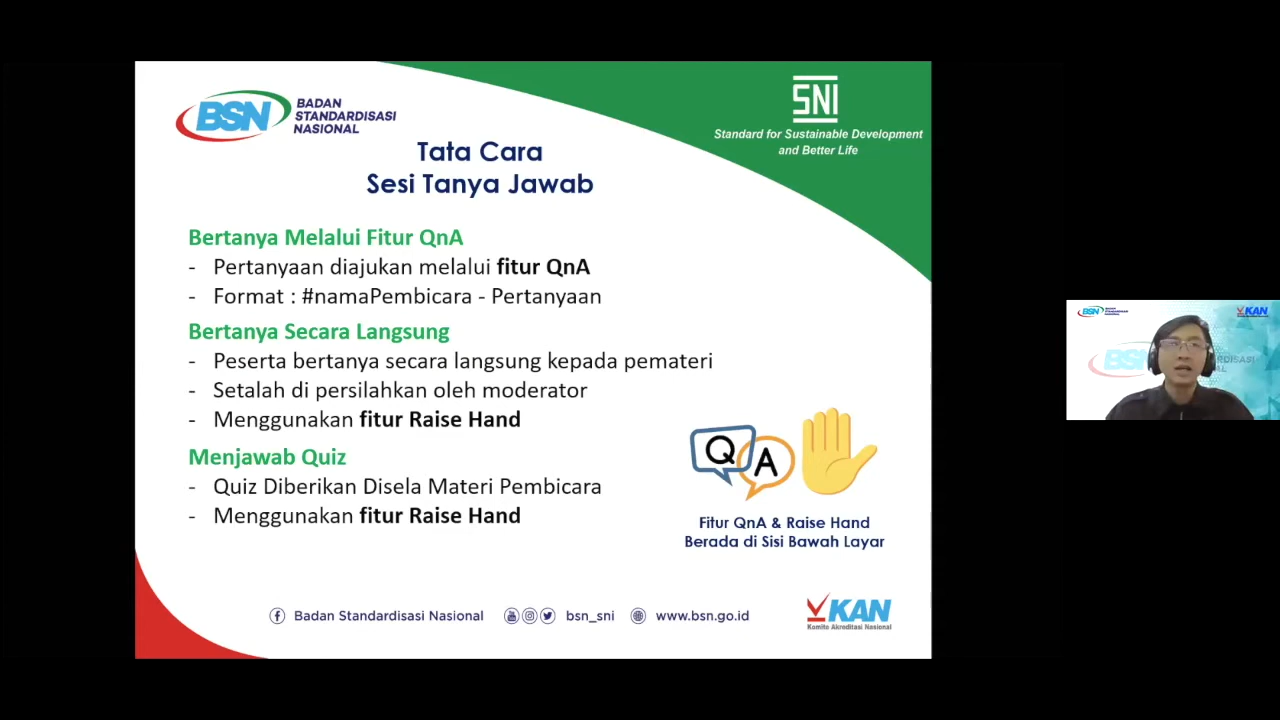 BSN
BADAN
STANDARDISASI
NASIONAL
SNI
Standard for Sustainable Development
and Better Life
Tata Cara
Sesi Tanya Jawab
Bertanya Melalui Fitur QnA
- Pertanyaan diajukan melalui fitur QnA
- Format : #namaPembicara - Pertanyaan
Bertanya Secara Langsung
- Peserta bertanya secara langsung kepada pemateri
- Setalah di persilahkan oleh moderator
- Menggunakan fitur Raise Hand
Menjawab Quiz
- Quiz Diberikan Disela Materi Pembicara
- Menggunakan fitur Raise Hand
Q A
Fitur QnA & Raise Hand
Berada di Sisi Bawah Layar
Badan Standardisasi Nasional bsn_sni www.bsn.go.id
KAN
Komite Akreditasi Nasional
BSN
KAN
BSN